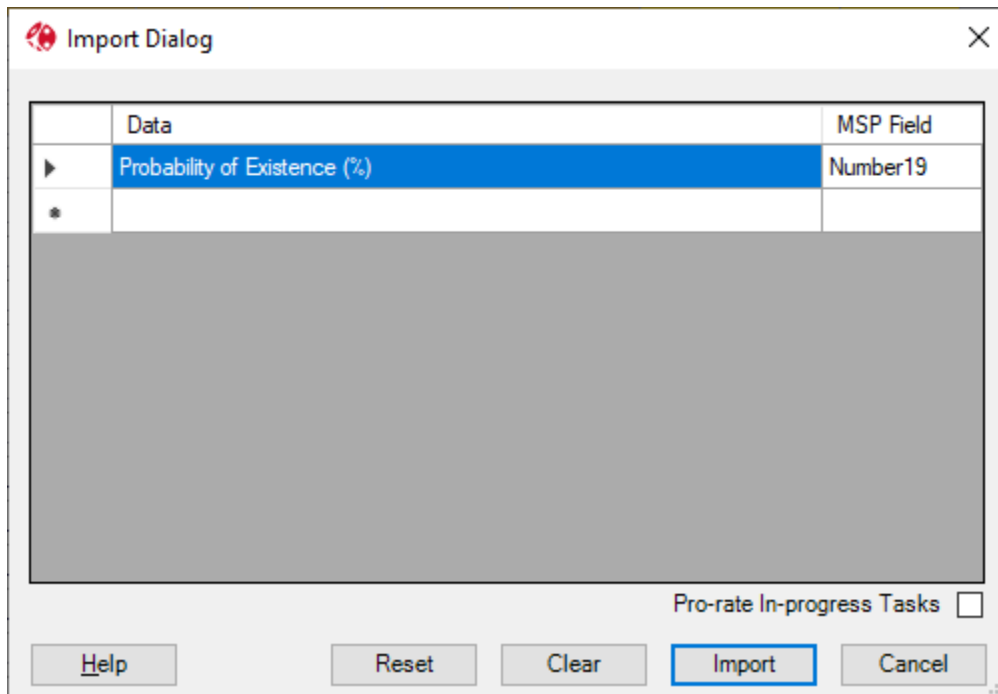 Import Dialog
Data MSP Field
Probability of Existence (%) Number19
Pro-rate In-progress Tasks
Help Reset Clear Import Cancel